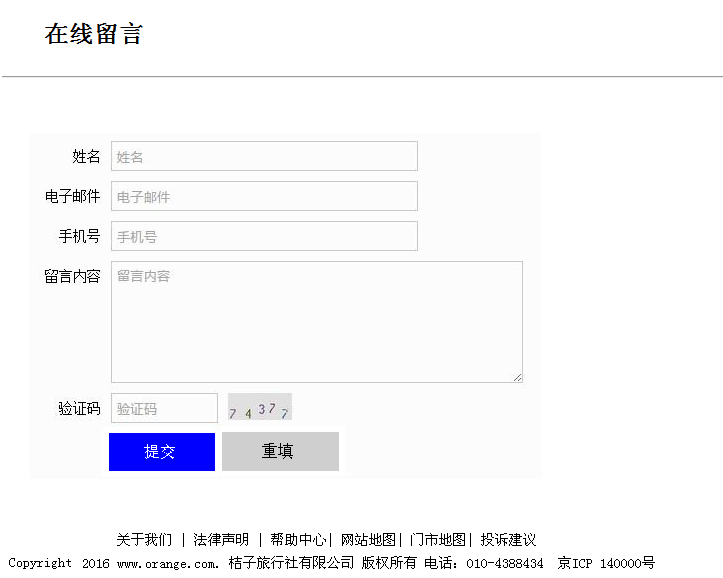 在线留言
姓名 姓名
电子邮件 电子邮件
手机号 手机号
留言内容 留言内容
验证码 验证码 7 4 3 7 7
提交 重填
关于我们 | 法律声明 | 帮助中心| 网站地图| 门市地图| 投诉建议
Copyright 2016 www.orange.com. 桔子旅行社有限公司 版权所有 电话: 010-4388434 京ICP 140000号